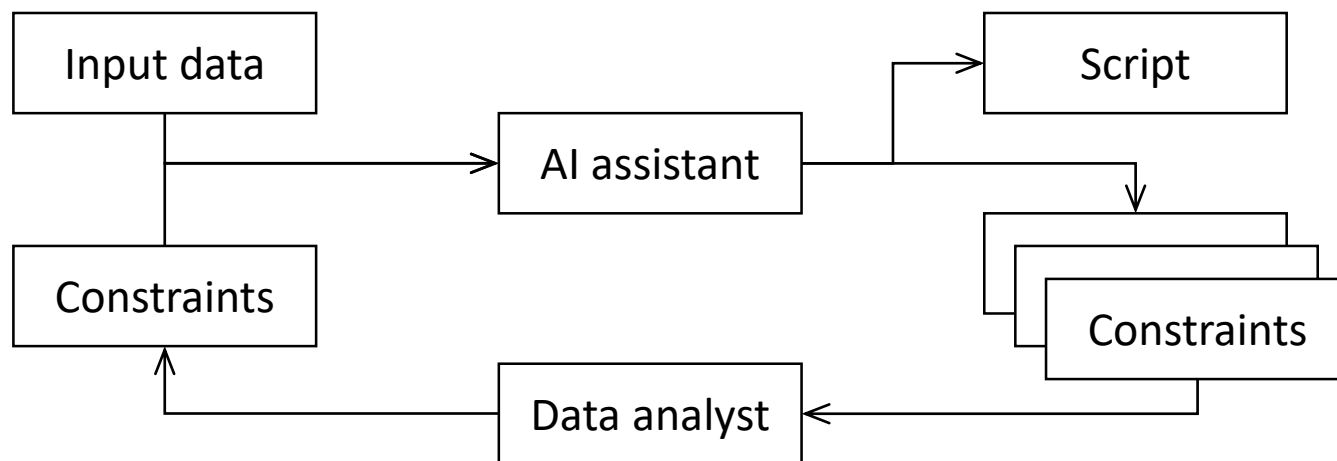 Input data
Script
AI assistant
Constraints
Constraints
Data analyst